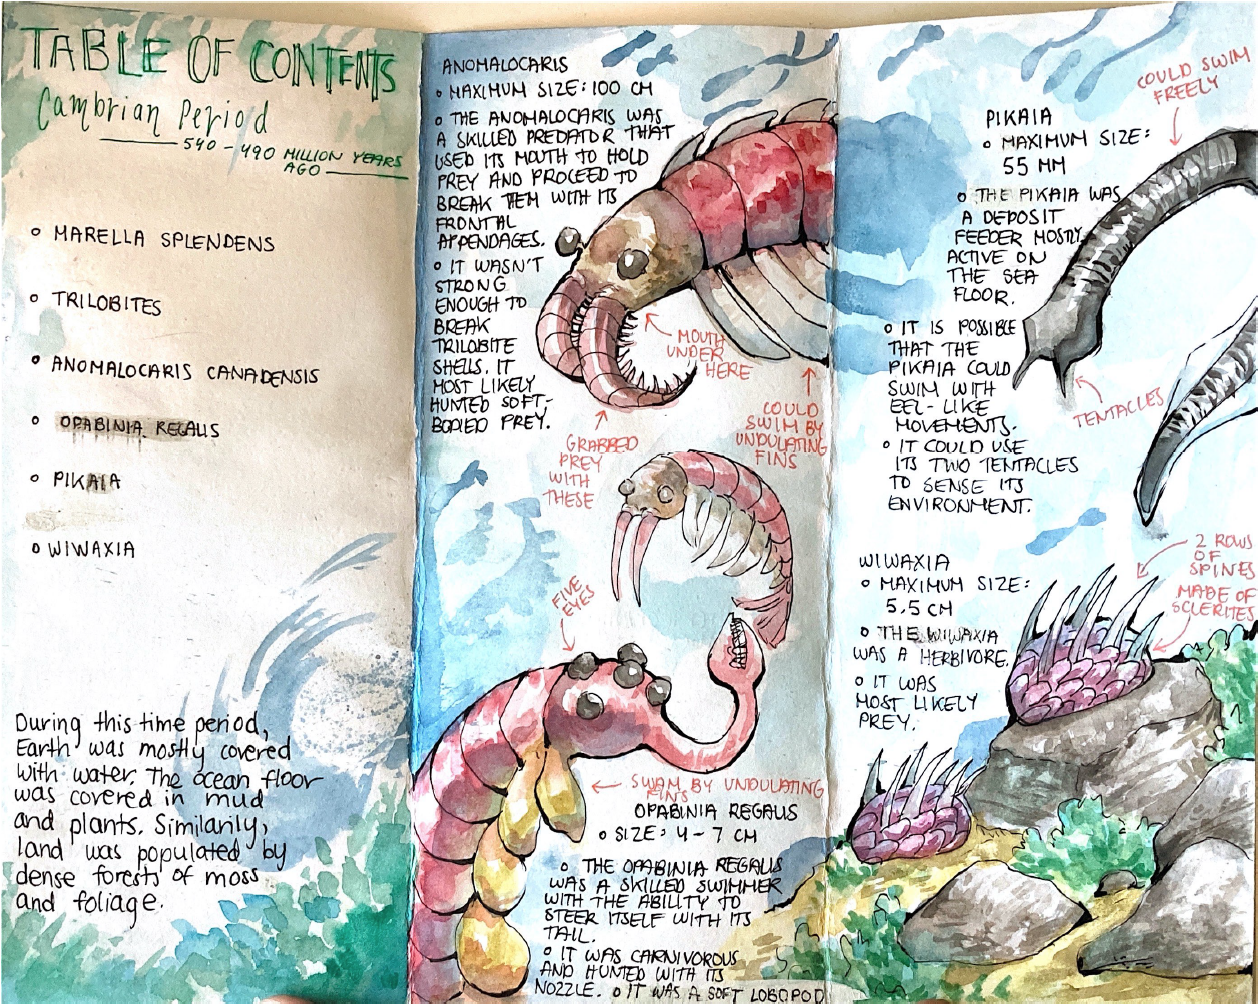 TABLE OF CONTENTS
Cambrian Period
540 - 490 MILLION YEARS
AGO
• MARELLA SPLENDENS
• TRILOBITES
• ANOMALOCARIS CANADENSIS
• OPABINIA REGALIS
• PIKAIA
• WIWAXIA
During this time period,
Earth was mostly covered
with water. The ocean floor
was covered in mud
and plants. Similarily,
land was populated by
dense forests of moss
and foliage.
ANOMALOCARIS
• MAXIMUM SIZE: 100 CM
• THE ANOMALOCARIS WAS
A SKILLED PREDATOR THAT
USED ITS MOUTH TO HOLD
PREY AND PROCEED TO
BREAK THEM WITH ITS
FRONTAL
APPENDAGES.
• IT WASN'T
STRONG
ENOUGH TO
BREAK
TRILOBITE
SHELLS. IT
MOST LIKELY
HUNTED SOFT-
BODIED PREY.
MOUTH
UNDER
HERE
GRABBED
PREY
WITH
THESE
COULD
SWIM BY
UNDULATING
FINS
FIVE
EYES
SWAM BY UNDULATING
FINS
OPABINIA REGALIS
• SIZE: 4 - 7 CM
• THE OPABINIA REGALIS
WAS A SKILLED SWIMMER
WITH THE ABILITY TO
STEER ITSELF WITH ITS
TAIL.
• IT WAS CARNIVOROUS
AND HUNTED WITH ITS
NOZZLE. • IT WAS A SOFT LOBOPOD
COULD SWIM
FREELY
PIKAIA
• MAXIMUM SIZE:
55 MM
• THE PIKAIA WAS
A DEPOSIT
FEEDER MOSTLY
ACTIVE ON
THE SEA
FLOOR.
• IT IS POSSIBLE
THAT THE
PIKAIA COULD
SWIM WITH
EEL-LIKE
MOVEMENTS.
• IT COULD USE
ITS TWO TENTACLES
TO SENSE ITS
ENVIRONMENT.
TENTACLES
WIWAXIA
• MAXIMUM SIZE:
5.5 CM
• THE WIWAXIA
WAS A HERBIVORE.
• IT WAS
MOST LIKELY
PREY.
2 ROWS
OF
SPINES
MADE OF
SCLERITES